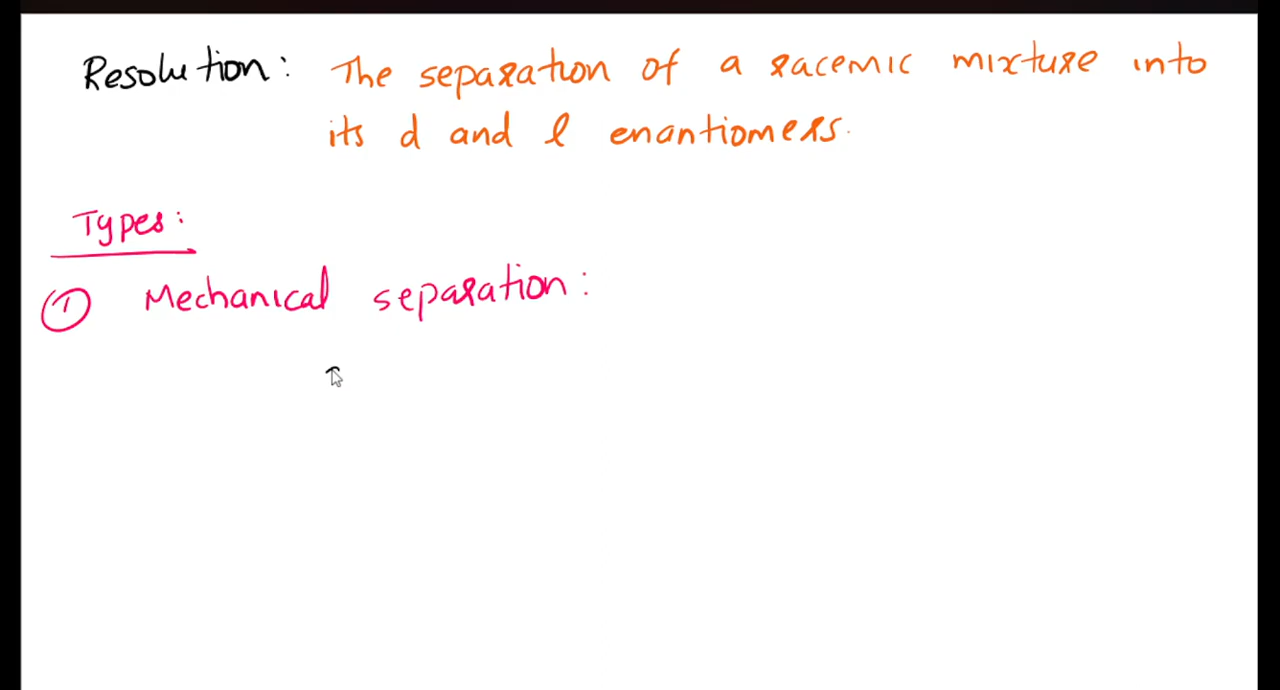 Resolution: The separation of a racemic mixture into
its d and l enantiomers.
Types:
① Mechanical separation: